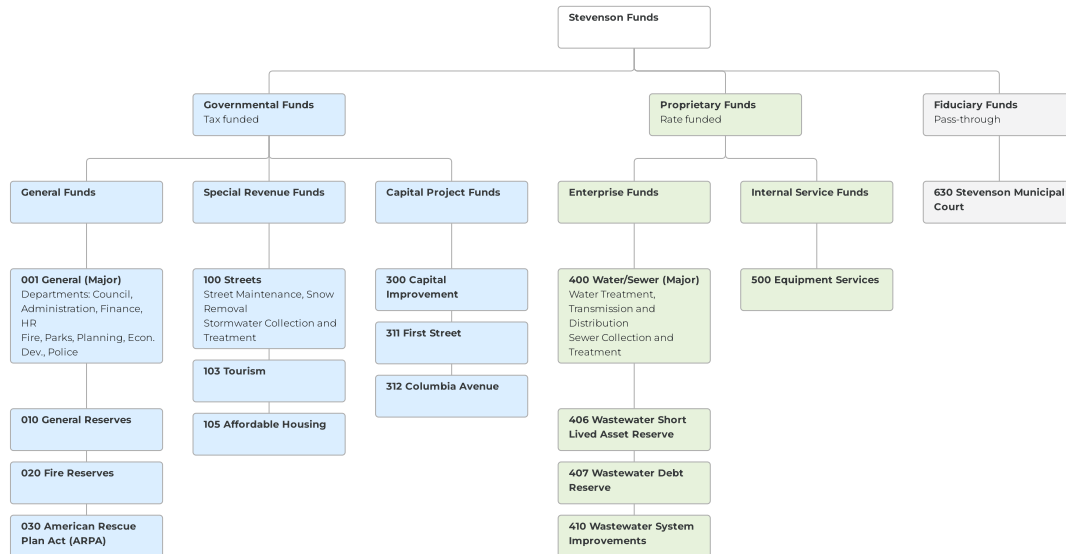 Stevenson Funds
Governmental Funds
Tax funded
Proprietary Funds
Rate funded
Fiduciary Funds
Pass-through
General Funds
Special Revenue Funds
Capital Project Funds
Enterprise Funds
Internal Service Funds
630 Stevenson Municipal
Court
001 General (Major)
Departments: Council,
Administration, Finance,
HR
Fire, Parks, Planning, Econ.
Dev., Police
100 Streets
Street Maintenance, Snow
Removal
Stormwater Collection and
Treatment
300 Capital
Improvement
400 Water/Sewer (Major)
Water Treatment,
Transmission and
Distribution
Sewer Collection and
Treatment
500 Equipment Services
311 First Street
103 Tourism
312 Columbia Avenue
010 General Reserves
105 Affordable Housing
406 Wastewater Short
Lived Asset Reserve
020 Fire Reserves
407 Wastewater Debt
Reserve
030 American Rescue
Plan Act (ARPA)
410 Wastewater System
Improvements